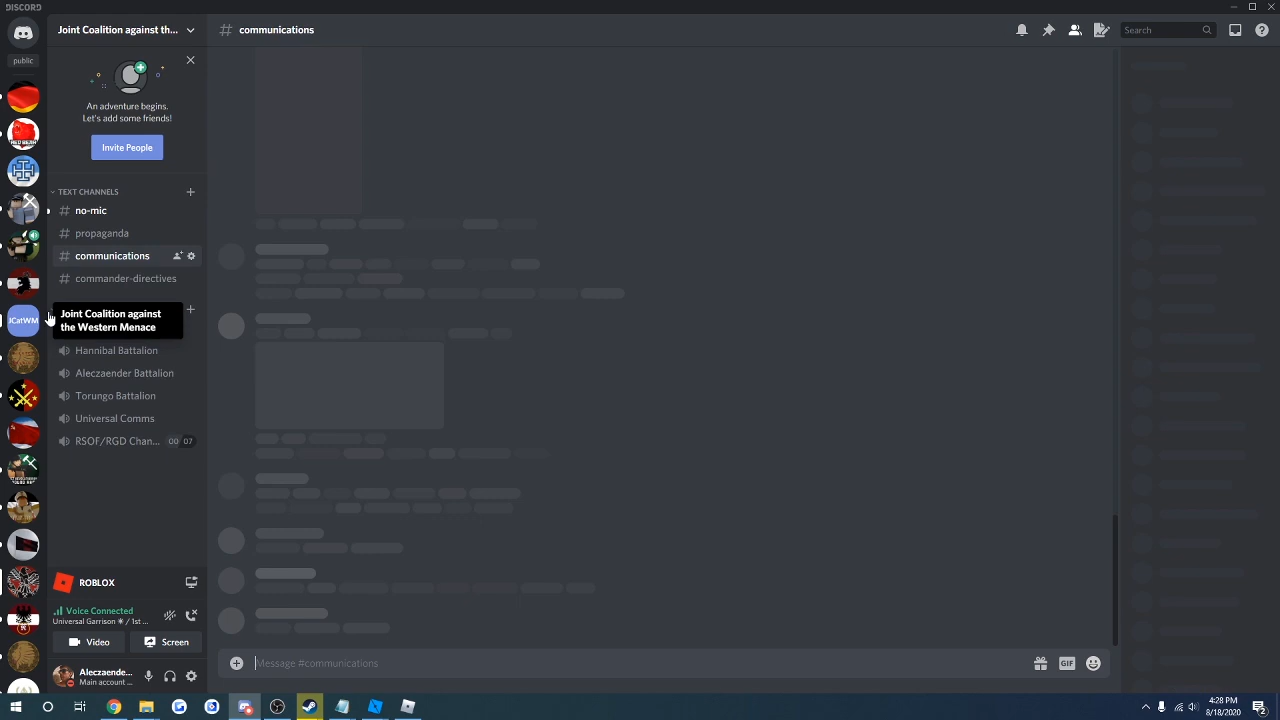 DISCORD
Joint Coalition against th...
communications
Search
public
An adventure begins.
Let's add some friends!
Invite People
TEXT CHANNELS
no-mic
propaganda
communications
commander-directives
Joint Coalition against
the Western Menace
JCatWM
Hannibal Battalion
Aleczaender Battalion
Torungo Battalion
Universal Comms
RSOF/RGD Chan... 00 07
ROBLOX
Voice Connected
Universal Garrison ☀ / 1st ...
Video
Screen
Aleczaende...
Main account ...
Message #communications
GIF
4:28 PM
8/18/2020
2